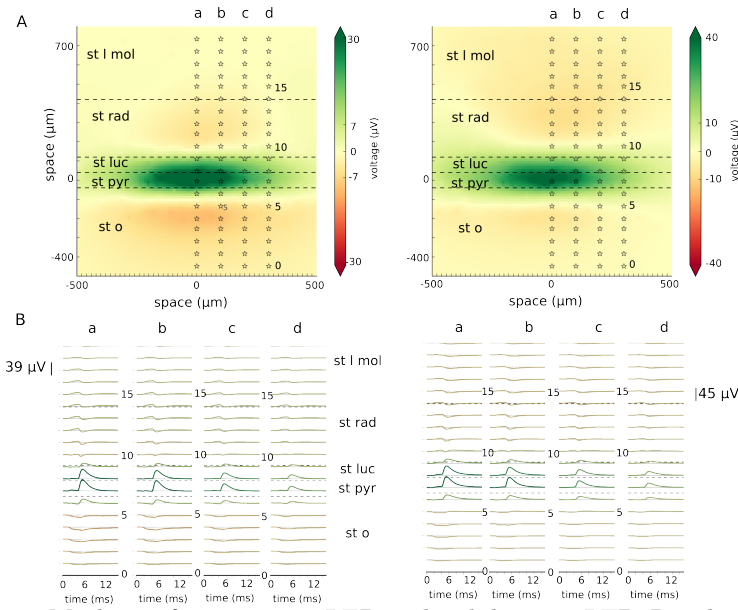 A
a b c d
a b c d
700
0
-400
space (µm)
st l mol
st rad
st luc
st pyr
st o
15
10
5
5
0
-500 0 500
space (µm)
30
7
0
-7
-30
voltage (µV)
st l mol
st rad
st luc
st pyr
st o
15
10
5
0
-500 0 500
space (µm)
40
10
0
-10
-40
voltage (µV)
B
a b c d
a b c d
39 µV
st l mol
st rad
st luc
st pyr
st o
45 µV
15 15 15
10 10 10
5 5 5
0 0 0
15 15 15
10 10 10
5 5 5
0 0 0
0 6 12 0 6 12 0 6 12 0 6 12
time (ms) time (ms) time (ms) time (ms)
0 6 12 0 6 12 0 6 12 0 6 12
time (ms) time (ms) time (ms) time (ms)